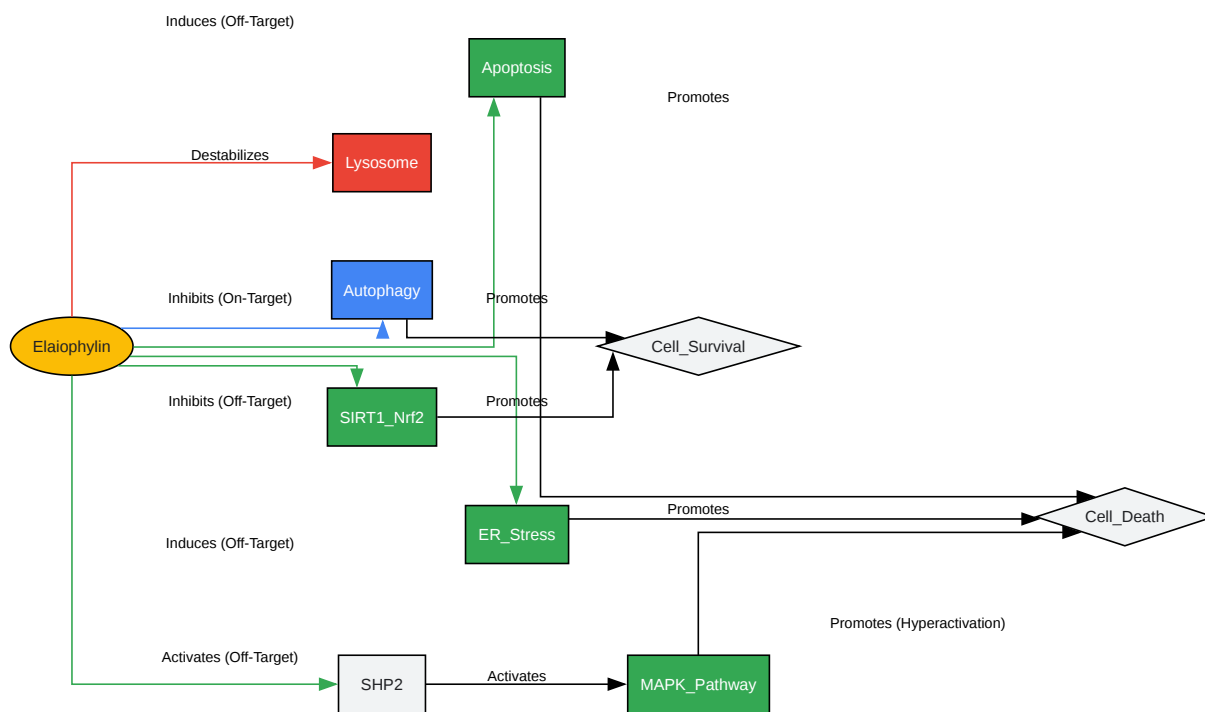 Induces (Off-Target)
Apoptosis
Promotes
Destabilizes
Lysosome
Autophagy
Inhibits (On-Target)
Promotes
Elaiophylin
Cell_Survival
Inhibits (Off-Target)
Promotes
SIRT1_Nrf2
Promotes
Cell_Death
ER_Stress
Induces (Off-Target)
Promotes (Hyperactivation)
Activates (Off-Target)
SHP2
Activates
MAPK_Pathway